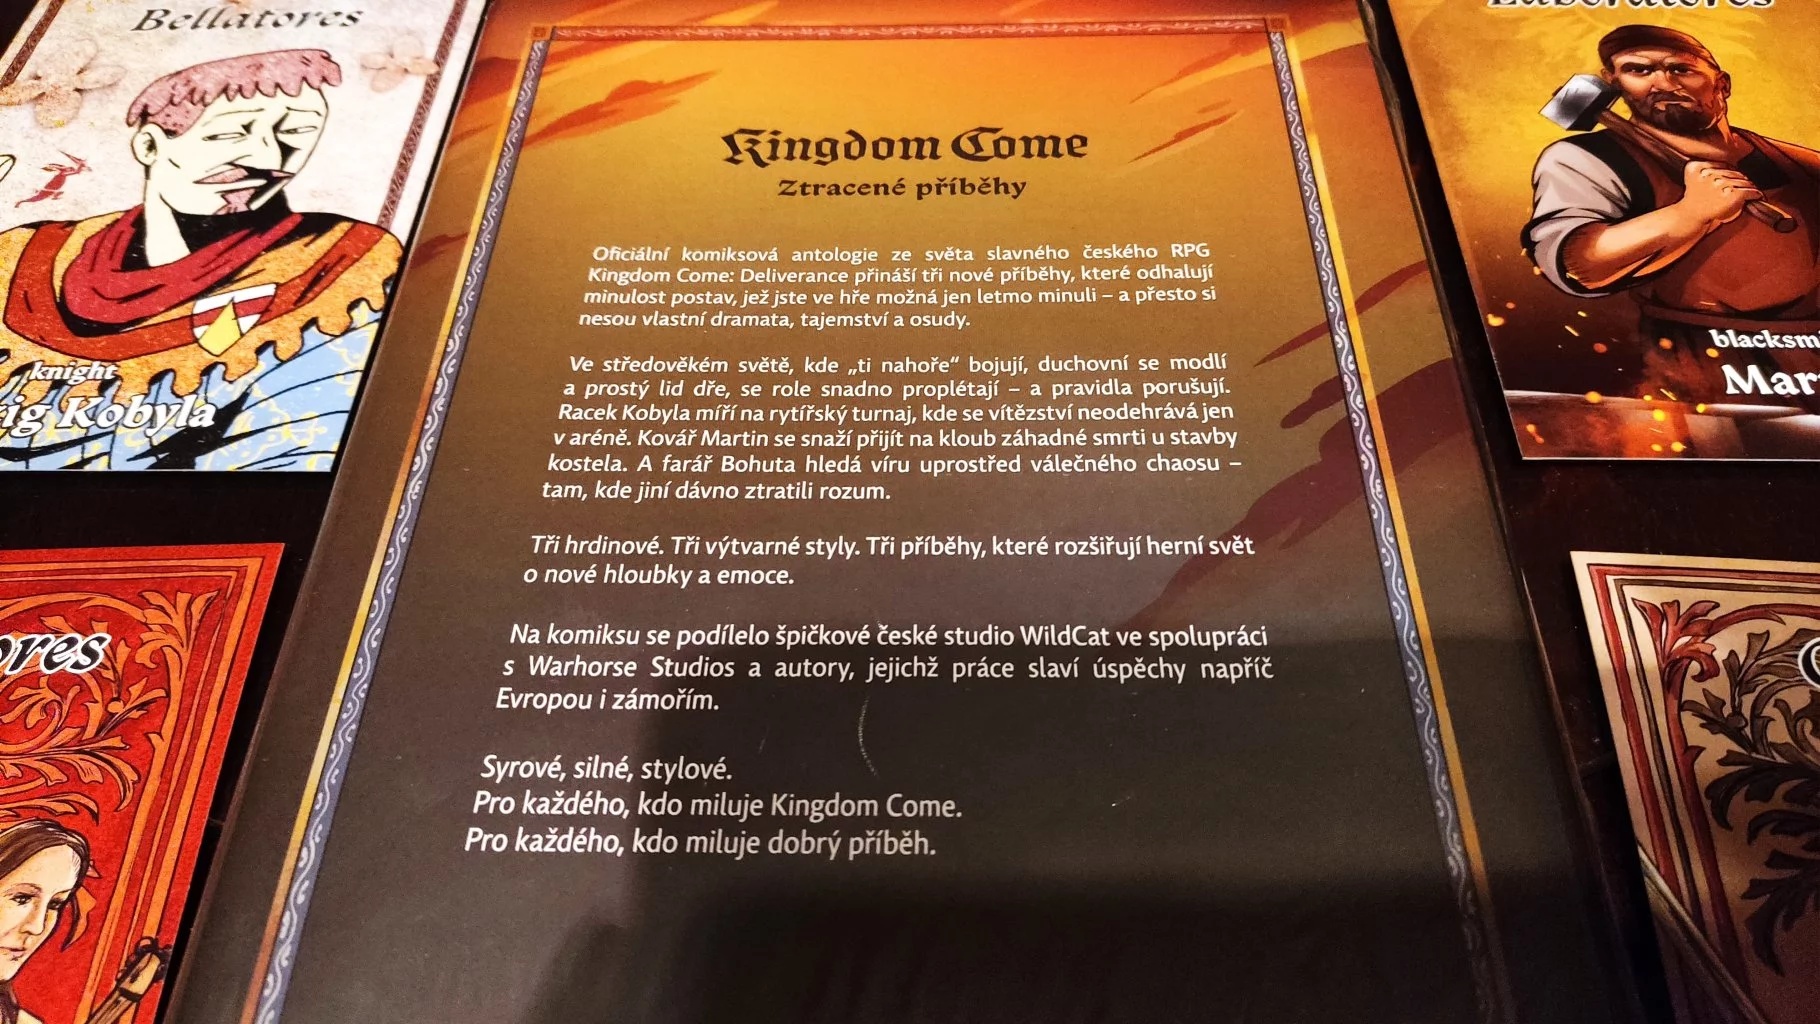 Bellatores
knight
Kobyla
Kingdom Come
Ztracené příběhy
Oficiální komiksová antologie ze světa slavného českého RPG
Kingdom Come: Deliverance přináší tři nové příběhy, které odhalují
minulost postav, jež jste ve hře možná jen letmo minuli – a přesto si
nesou vlastní dramata, tajemství a osudy.
Ve středověkém světě, kde „ti nahoře“ bojují, duchovní se modlí
a prostý lid dře, se role snadno proplétají – a pravidla porušují.
Racek Kobyla míří na rytířský turnaj, kde se vítězství neodehrává jen
v aréně. Kovář Martin se snaží přijít na kloub záhadné smrti u stavby
kostela. A farář Bohuta hledá víru uprostřed válečného chaosu –
tam, kde jiní dávno ztratili rozum.
Tři hrdinové. Tři výtvarné styly. Tři příběhy, které rozšiřují herní svět
o nové hloubky a emoce.
Na komiksu se podílelo špičkové české studio WildCat ve spolupráci
s Warhorse Studios a autory, jejichž práce slaví úspěchy napříč
Evropou i zámořím.
Syrové, silné, stylové.
Pro každého, kdo miluje Kingdom Come.
Pro každého, kdo miluje dobrý příběh.
Laboratores